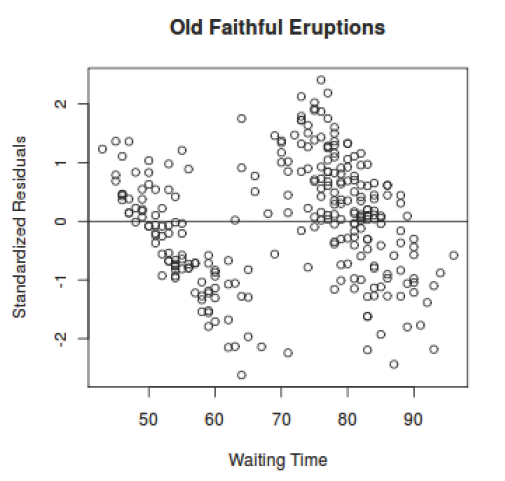 Old Faithful Eruptions
Standardized Residuals
2
1
0
-1
-2
50 60 70 80 90
Waiting Time